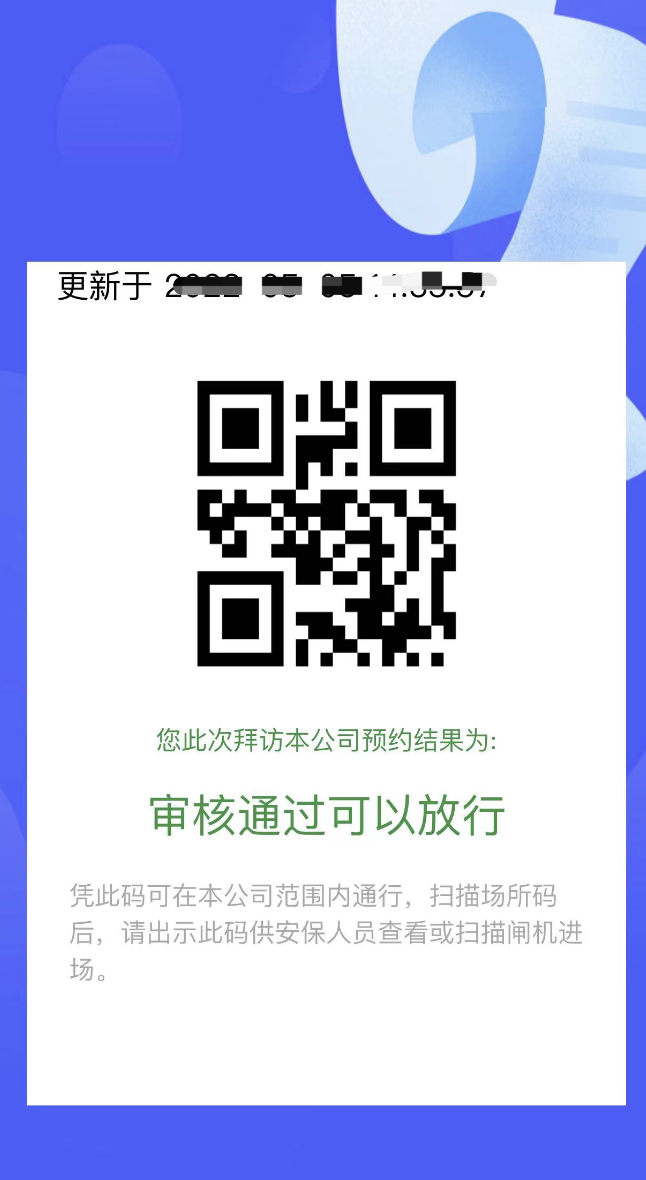 更新于
您此次拜访本公司预约结果为:
审核通过可以放行
凭此码可在本公司范围内通行，扫描场所码
后，请出示此码供安保人员查看或扫描闸机进
场。